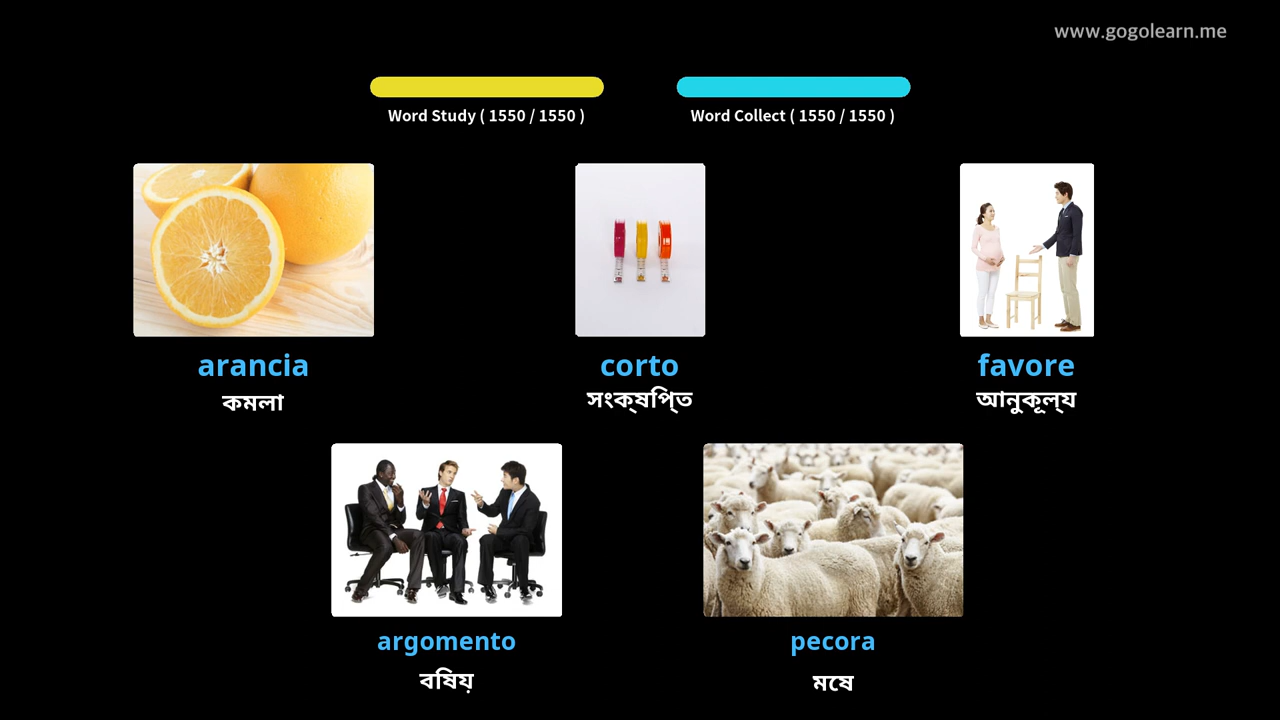 www.gogolearn.me
Word Study ( 1550 / 1550 )
Word Collect ( 1550 / 1550 )
arancia
কমলা
corto
সংক্ষিপ্ত
favore
আনুকূল্য
argomento
বিষয়
pecora
মেষ